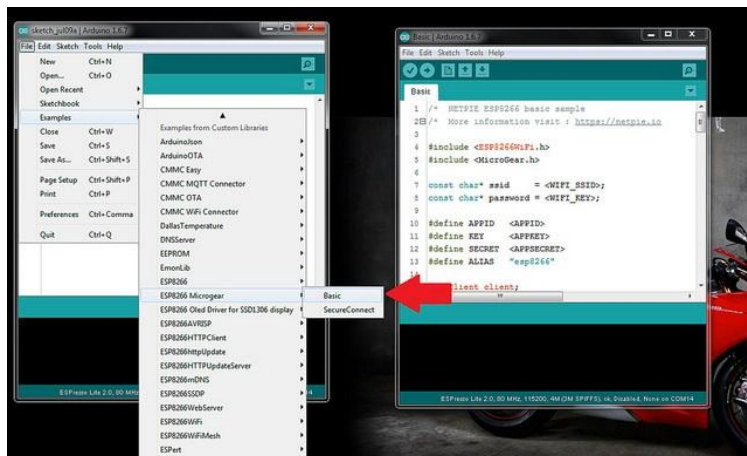 sketch_jul09a | Arduino 1.6.7
File Edit Sketch Tools Help
New Ctrl+N
Open... Ctrl+O
Open Recent
Sketchbook
Examples
Close Ctrl+W
Save Ctrl+S
Save As... Ctrl+Shift+S
Page Setup Ctrl+Shift+P
Print Ctrl+P
Preferences Ctrl+Comma
Quit Ctrl+Q
Examples from Custom Libraries
ArduinoJson
ArduinoOTA
CMMC Easy
CMMC MQTT Connector
CMMC OTA
CMMC WiFi Connector
DallasTemperature
DNSServer
EEPROM
EmonLib
ESP8266
ESP8266 Microgear
ESP8266 Oled Driver for SSD1306 display
ESP8266AVRISP
ESP8266HTTPClient
ESP8266httpUpdate
ESP8266HTTPUpdateServer
ESP8266mDNS
ESP8266SSDP
ESP8266WebServer
ESP8266WiFi
ESP8266WiFiMesh
ESPert
Basic
SecureConnect
ESPresso Lite 2.0, 80 MHz
Basic | Arduino 1.6.7
File Edit Sketch Tools Help
Basic
1 /* NETPIE ESP8266 basic sample
2 /* More information visit : https://netpie.io
3
4 #include <ESP8266WiFi.h>
5 #include <MicroGear.h>
6
7 const char* ssid = <WIFI_SSID>;
8 const char* password = <WIFI_KEY>;
9
10 #define APPID <APPID>
11 #define KEY <APPKEY>
12 #define SECRET <APPSECRET>
13 #define ALIAS "esp8266"
14
client client;
ESPresso Lite 2.0, 80 MHz, 115200, 4M (3M SPIFFS), ck, Disabled, None on COM14